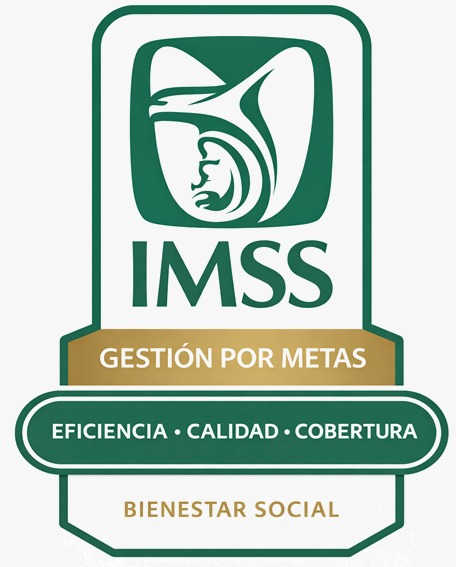 IMSS
GESTIÓN POR METAS
EFICIENCIA • CALIDAD • COBERTURA
BIENESTAR SOCIAL